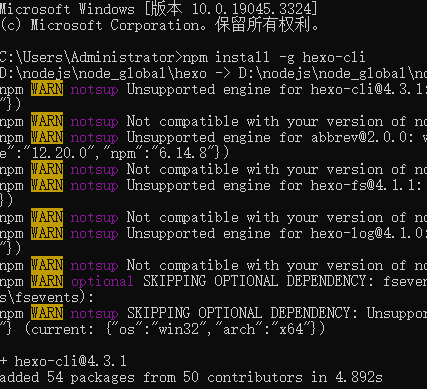 Microsoft Windows [版本 10.0.19045.3324]
(c) Microsoft Corporation。保留所有权利。
C:\Users\Administrator>npm install -g hexo-cli
D:\nodejs\node_global\hexo -> D:\nodejs\node_global\no
npm WARN notsup Unsupported engine for hexo-cli@4.3.1:
"})
npm WARN notsup Not compatible with your version of no
npm WARN notsup Unsupported engine for abbrev@2.0.0: w
e":"12.20.0","npm":"6.14.8"})
npm WARN notsup Not compatible with your version of no
npm WARN notsup Unsupported engine for hexo-fs@4.1.1:
})
npm WARN notsup Not compatible with your version of no
npm WARN notsup Unsupported engine for hexo-log@4.1.0:
"})
npm WARN notsup Not compatible with your version of no
npm WARN optional SKIPPING OPTIONAL DEPENDENCY: fseven
s\fsevents):
npm WARN notsup SKIPPING OPTIONAL DEPENDENCY: Unsuppor
"} (current: {"os":"win32","arch":"x64"})
+ hexo-cli@4.3.1
added 54 packages from 50 contributors in 4.892s